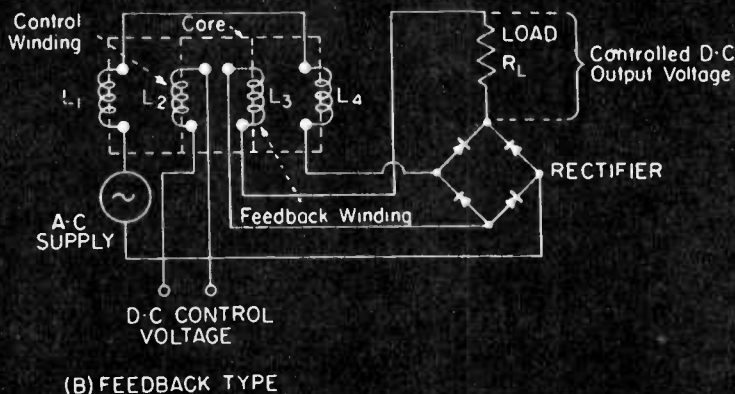 Control
Winding
Core
LOAD
R_L
Controlled D-C
Output Voltage
L1
L2
L3
L4
RECTIFIER
A-C
SUPPLY
Feedback Winding
D-C CONTROL
VOLTAGE
(B) FEEDBACK TYPE